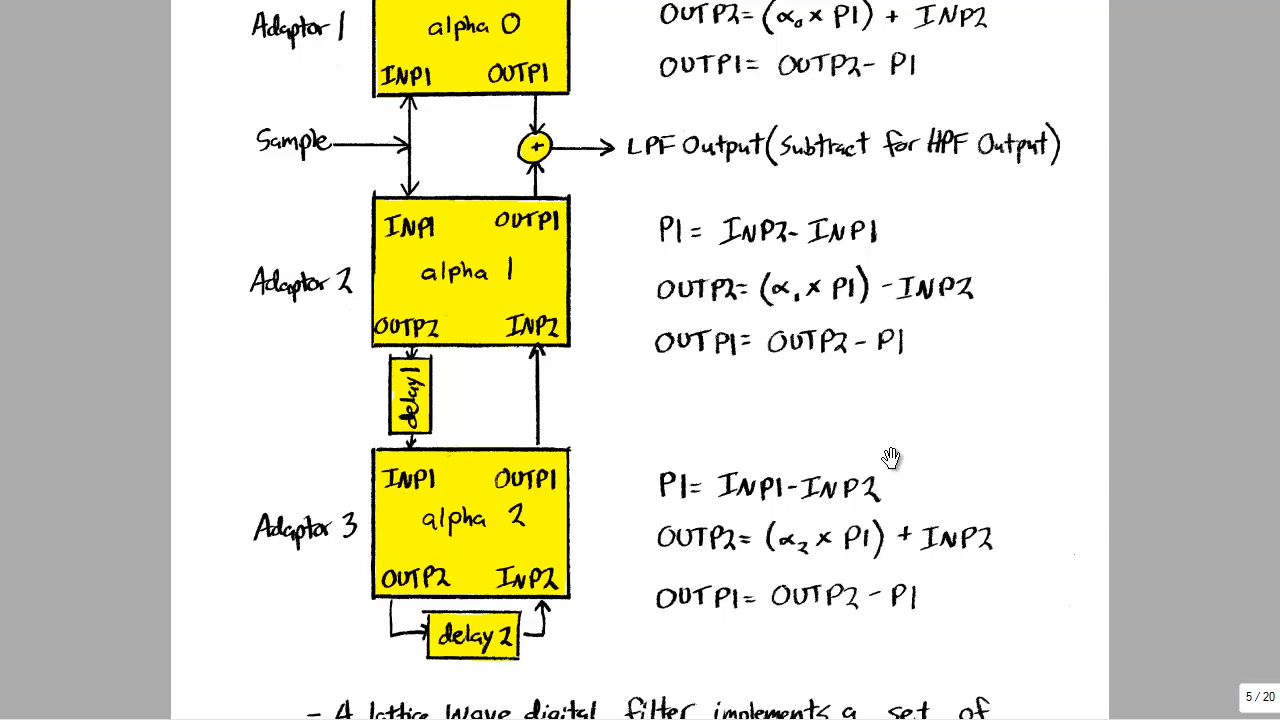 OUTP2= (α₀ x P1) + INP2
Adaptor 1
alpha 0
OUTP1= OUTP2- P1
INP1 OUTP1
Sample
+
LPF Output(Subtract for HPF Output)
INP1 OUTP1
P1= INP2- INP1
Adaptor 2
alpha 1
OUTP2= (α₁ x P1) -INP2
OUTP2 INP2
OUTP1= OUTP2- P1
delay1
INP1 OUTP1
P1= INP1-INP2
Adaptor 3
alpha 2
OUTP2= (α₂ x P1) + INP2
OUTP2 INP2
OUTP1= OUTP2 - P1
delay 2
5 / 20
- A lattice wave digital filter implements a set of